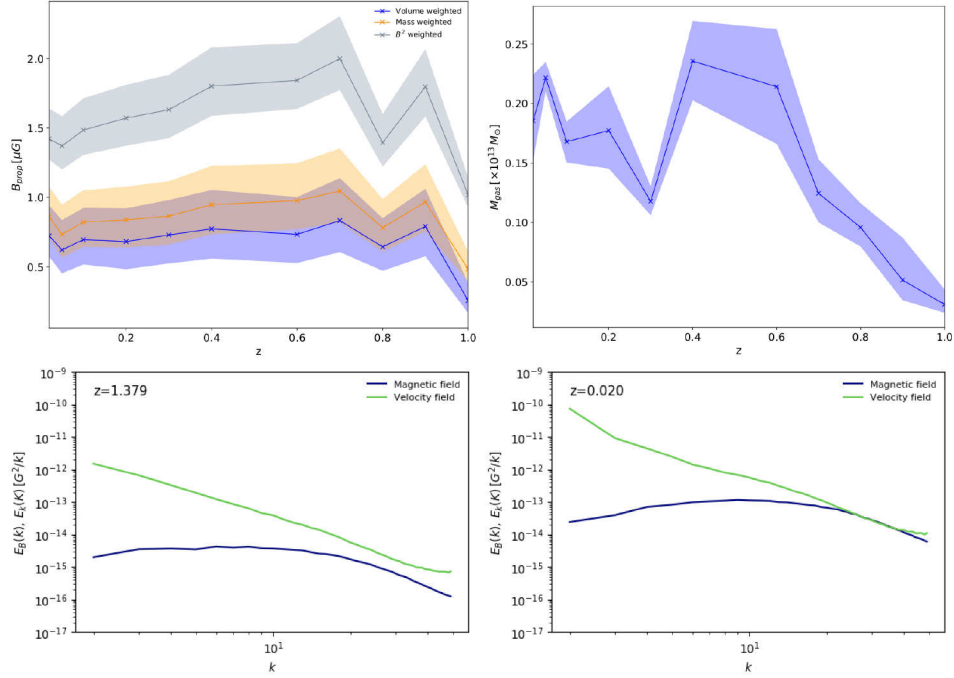 Volume weighted
Mass weighted
B² weighted
B_prop [μG]
2.0
1.5
1.0
0.5
0.2
0.4
0.6
0.8
1.0
z
M_gas [×10¹³M_⊙]
0.25
0.20
0.15
0.10
0.05
0.2
0.4
0.6
0.8
1.0
z
z=1.379
Magnetic field
Velocity field
E_B(k), E_k(K) [G²/k]
10⁻⁹
10⁻¹⁰
10⁻¹¹
10⁻¹²
10⁻¹³
10⁻¹⁴
10⁻¹⁵
10⁻¹⁶
10⁻¹⁷
10¹
k
z=0.020
Magnetic field
Velocity field
E_B(k), E_k(K) [G²/k]
10⁻⁹
10⁻¹⁰
10⁻¹¹
10⁻¹²
10⁻¹³
10⁻¹⁴
10⁻¹⁵
10⁻¹⁶
10⁻¹⁷
10¹
k